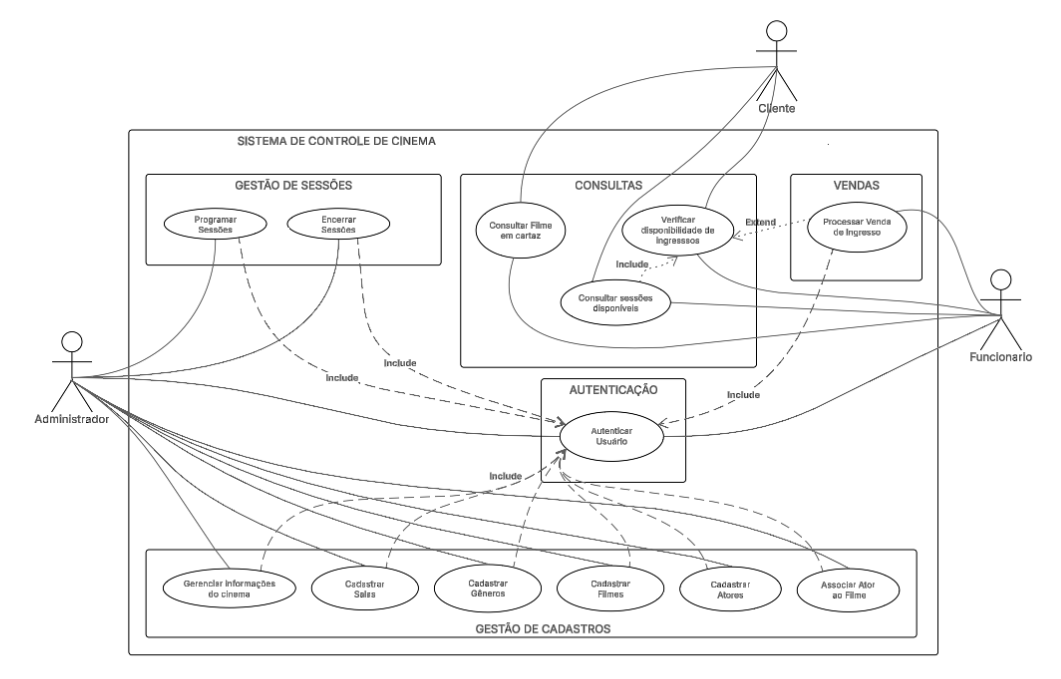 Cliente
SISTEMA DE CONTROLE DE CINEMA
GESTÃO DE SESSÕES
CONSULTAS
VENDAS
Programar
Sessões
Encerrar
Sessões
Consultar Filme
em cartaz
Verificar
disponibilidade de
ingresssos
Extend
Processar Venda
de Ingresso
Include
Consultar sessões
disponíveis
Funcionario
Include
Include
AUTENTICAÇÃO
Include
Administrador
Autenticar
Usuário
Include
Gerenciar informações
do cinema
Cadastrar
Salas
Cadastrar
Gêneros
Cadastrar
Filmes
Cadastrar
Atores
Associar Ator
ao Filme
GESTÃO DE CADASTROS